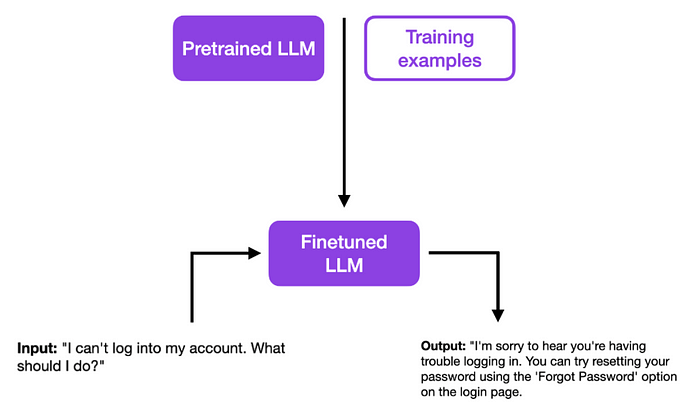 Pretrained LLM
Training
examples
Finetuned
LLM
Input: "I can't log into my account. What
should I do?"
Output: "I'm sorry to hear you're having
trouble logging in. You can try resetting your
password using the 'Forgot Password' option
on the login page.